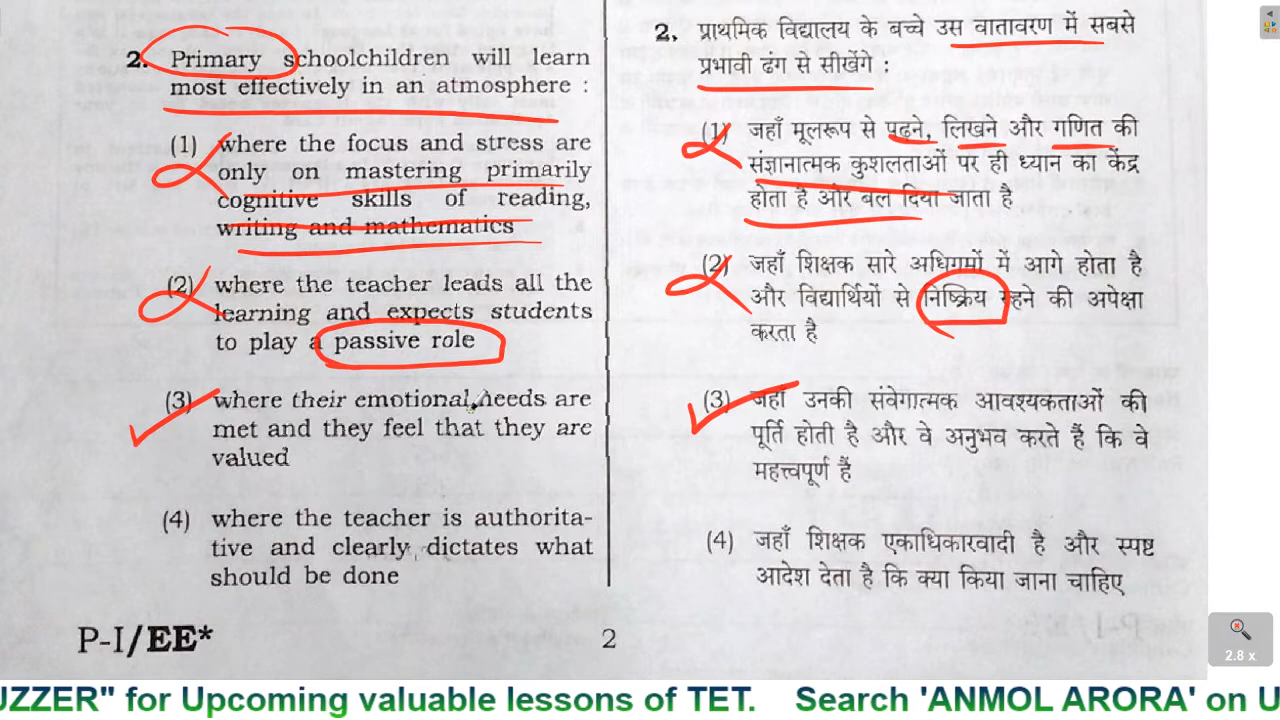 2. Primary schoolchildren will learn
most effectively in an atmosphere :
(1) where the focus and stress are
only on mastering primarily
cognitive skills of reading,
writing and mathematics
(2) where the teacher leads all the
learning and expects students
to play a passive role
(3) where their emotional needs are
met and they feel that they are
valued
(4) where the teacher is authorita-
tive and clearly dictates what
should be done
P-I/EE*
2. प्राथमिक विद्यालय के बच्चे उस वातावरण में सबसे
प्रभावी ढंग से सीखेंगे :
(1) जहाँ मूलरूप से पढ़ने, लिखने और गणित की
संज्ञानात्मक कुशलताओं पर ही ध्यान का केंद्र
होता है और बल दिया जाता है
(2) जहाँ शिक्षक सारे अधिगमों में आगे होता है
और विद्यार्थियों से निष्क्रिय रहने की अपेक्षा
करता है
(3) जहाँ उनकी संवेगात्मक आवश्यकताओं की
पूर्ति होती है और वे अनुभव करते हैं कि वे
महत्त्वपूर्ण हैं
(4) जहाँ शिक्षक एकाधिकारवादी है और स्पष्ट
आदेश देता है कि क्या किया जाना चाहिए
2
2.8 x
UZZER" for Upcoming valuable lessons of TET. Search 'ANMOL ARORA' on U